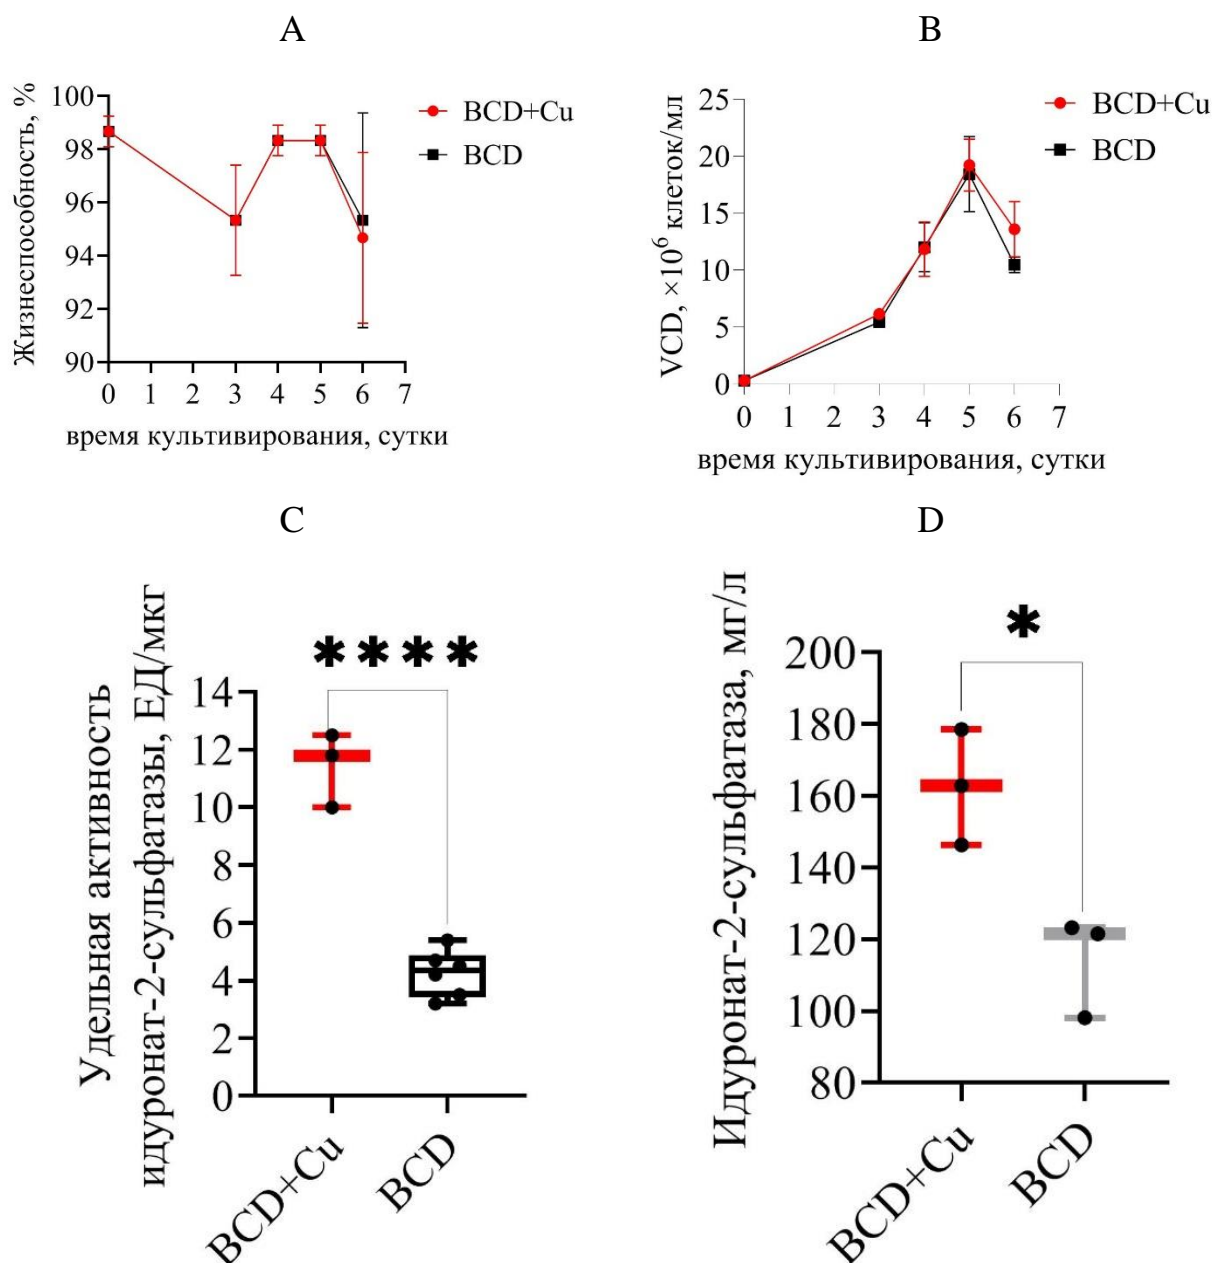 A
Жизнеспособность, %
100
98
96
94
92
90
0 1 2 3 4 5 6 7
время культивирования, сутки
BCD+Cu
BCD
B
VCD, ×10⁶ клеток/мл
25
20
15
10
5
0
0 1 2 3 4 5 6 7
время культивирования, сутки
BCD+Cu
BCD
C
Удельная активность
идуронат-2-сульфатазы, ЕД/мкг
14
12
10
8
6
4
2
0
****
BCD+Cu
BCD
D
Идуронат-2-сульфатаза, мг/л
200
180
160
140
120
100
80
*
BCD+Cu
BCD